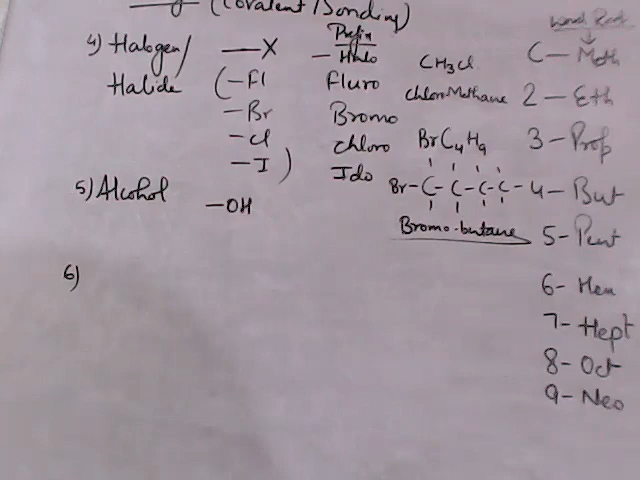 (Covalent Bonding)
4) Halogen/ —X Prefix
– Halo
Halide (–Fl Fluro
–Br Bromo
–Cl chloro
–I) Ido
CH3Cl
chloroMethane
BrC4H9
Br–C–C–C–C–
Bromo-butane
5) Alcohol –OH
6)
Word Root
C – Meth
2 – Eth
3 – Prop
4 – But
5 – Pent
6 – Hex
7 – Hept
8 – Oct
9 – Neo